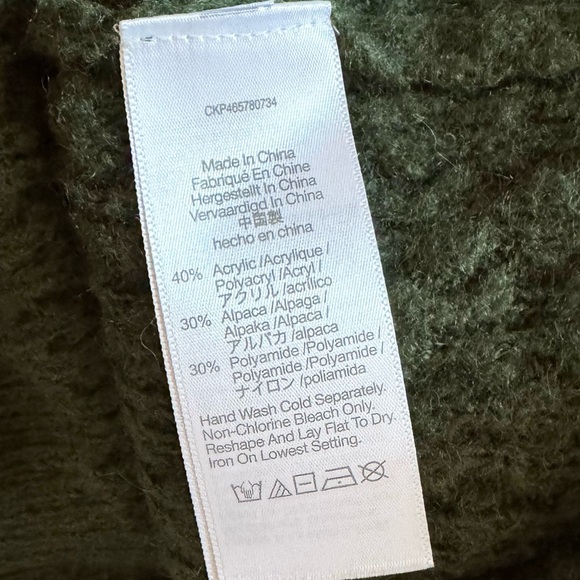 CKP465780734
Made In China
Fabriqué En Chine
Hergestellt In China
Vervaardigd In China
中国製
hecho en china
40% Acrylic /Acrylique /
Polyacryl /Acryl /
アクリル /acrílico
30% Alpaca /Alpaga /
Alpaka /Alpaca /
アルパカ /alpaca
30% Polyamide /Polyamide /
Polyamide /Polyamide /
ナイロン /poliamida
Hand Wash Cold Separately.
Non-Chlorine Bleach Only.
Reshape And Lay Flat To Dry.
Iron On Lowest Setting.